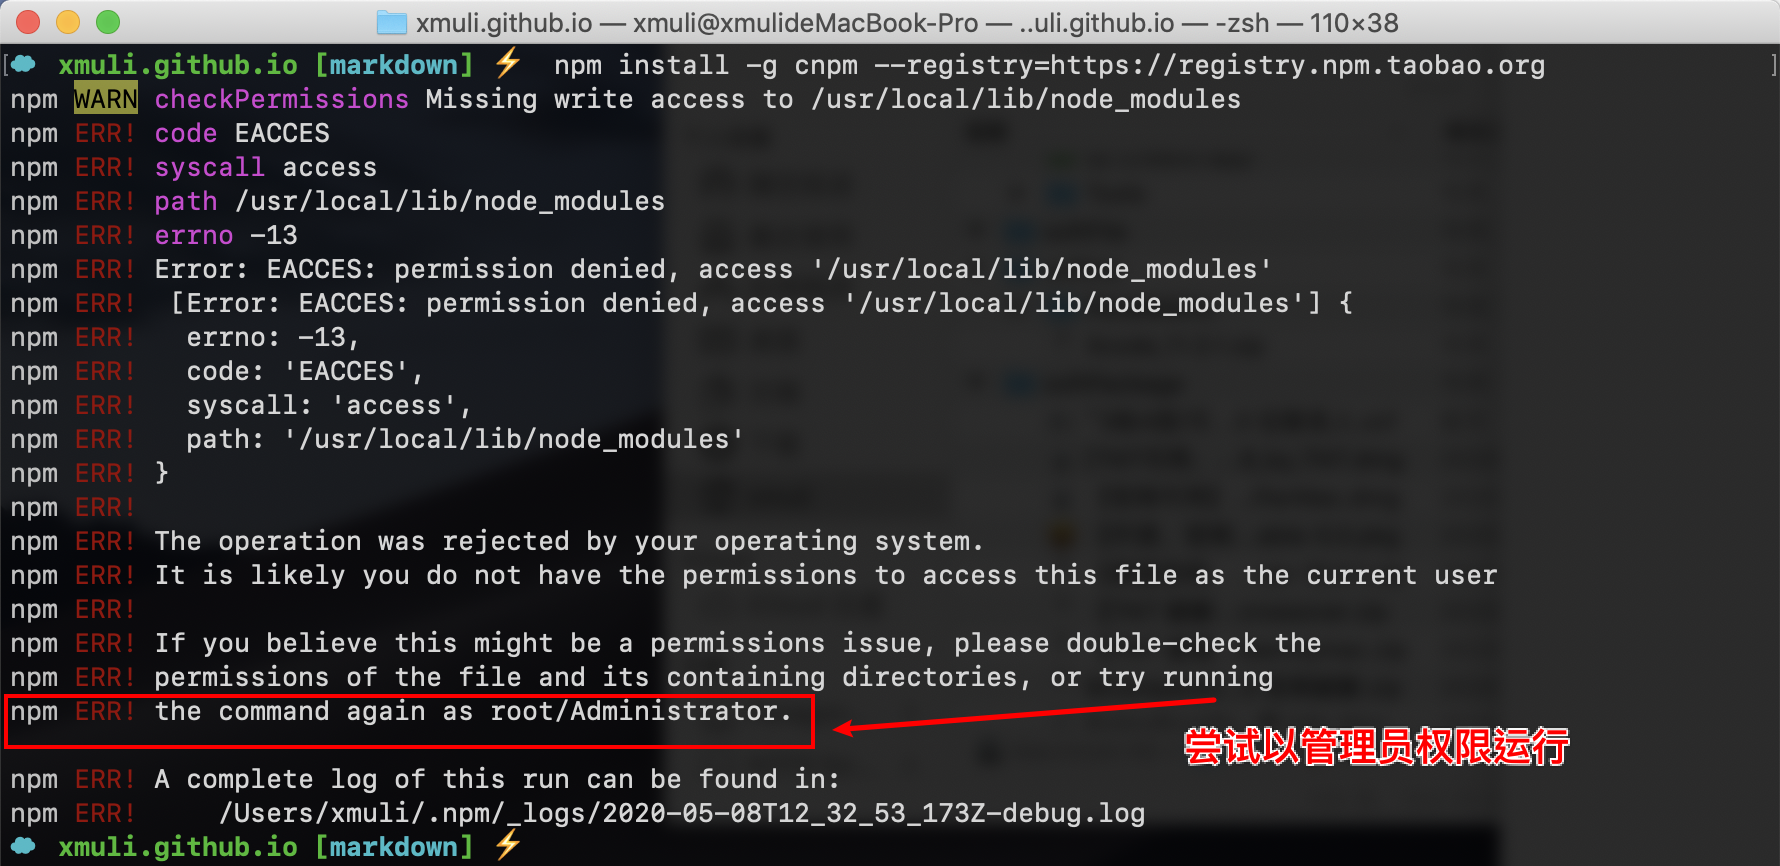 xmuli.github.io — xmuli@xmulideMacBook-Pro — ..uli.github.io — -zsh — 110×38
xmuli.github.io [markdown] ⚡ npm install -g cnpm --registry=https://registry.npm.taobao.org
npm WARN checkPermissions Missing write access to /usr/local/lib/node_modules
npm ERR! code EACCES
npm ERR! syscall access
npm ERR! path /usr/local/lib/node_modules
npm ERR! errno -13
npm ERR! Error: EACCES: permission denied, access '/usr/local/lib/node_modules'
npm ERR!  [Error: EACCES: permission denied, access '/usr/local/lib/node_modules'] {
npm ERR!   errno: -13,
npm ERR!   code: 'EACCES',
npm ERR!   syscall: 'access',
npm ERR!   path: '/usr/local/lib/node_modules'
npm ERR! }
npm ERR!
npm ERR! The operation was rejected by your operating system.
npm ERR! It is likely you do not have the permissions to access this file as the current user
npm ERR!
npm ERR! If you believe this might be a permissions issue, please double-check the
npm ERR! permissions of the file and its containing directories, or try running
npm ERR! the command again as root/Administrator.
尝试以管理员权限运行
npm ERR! A complete log of this run can be found in:
npm ERR!     /Users/xmuli/.npm/_logs/2020-05-08T12_32_53_173Z-debug.log
xmuli.github.io [markdown] ⚡